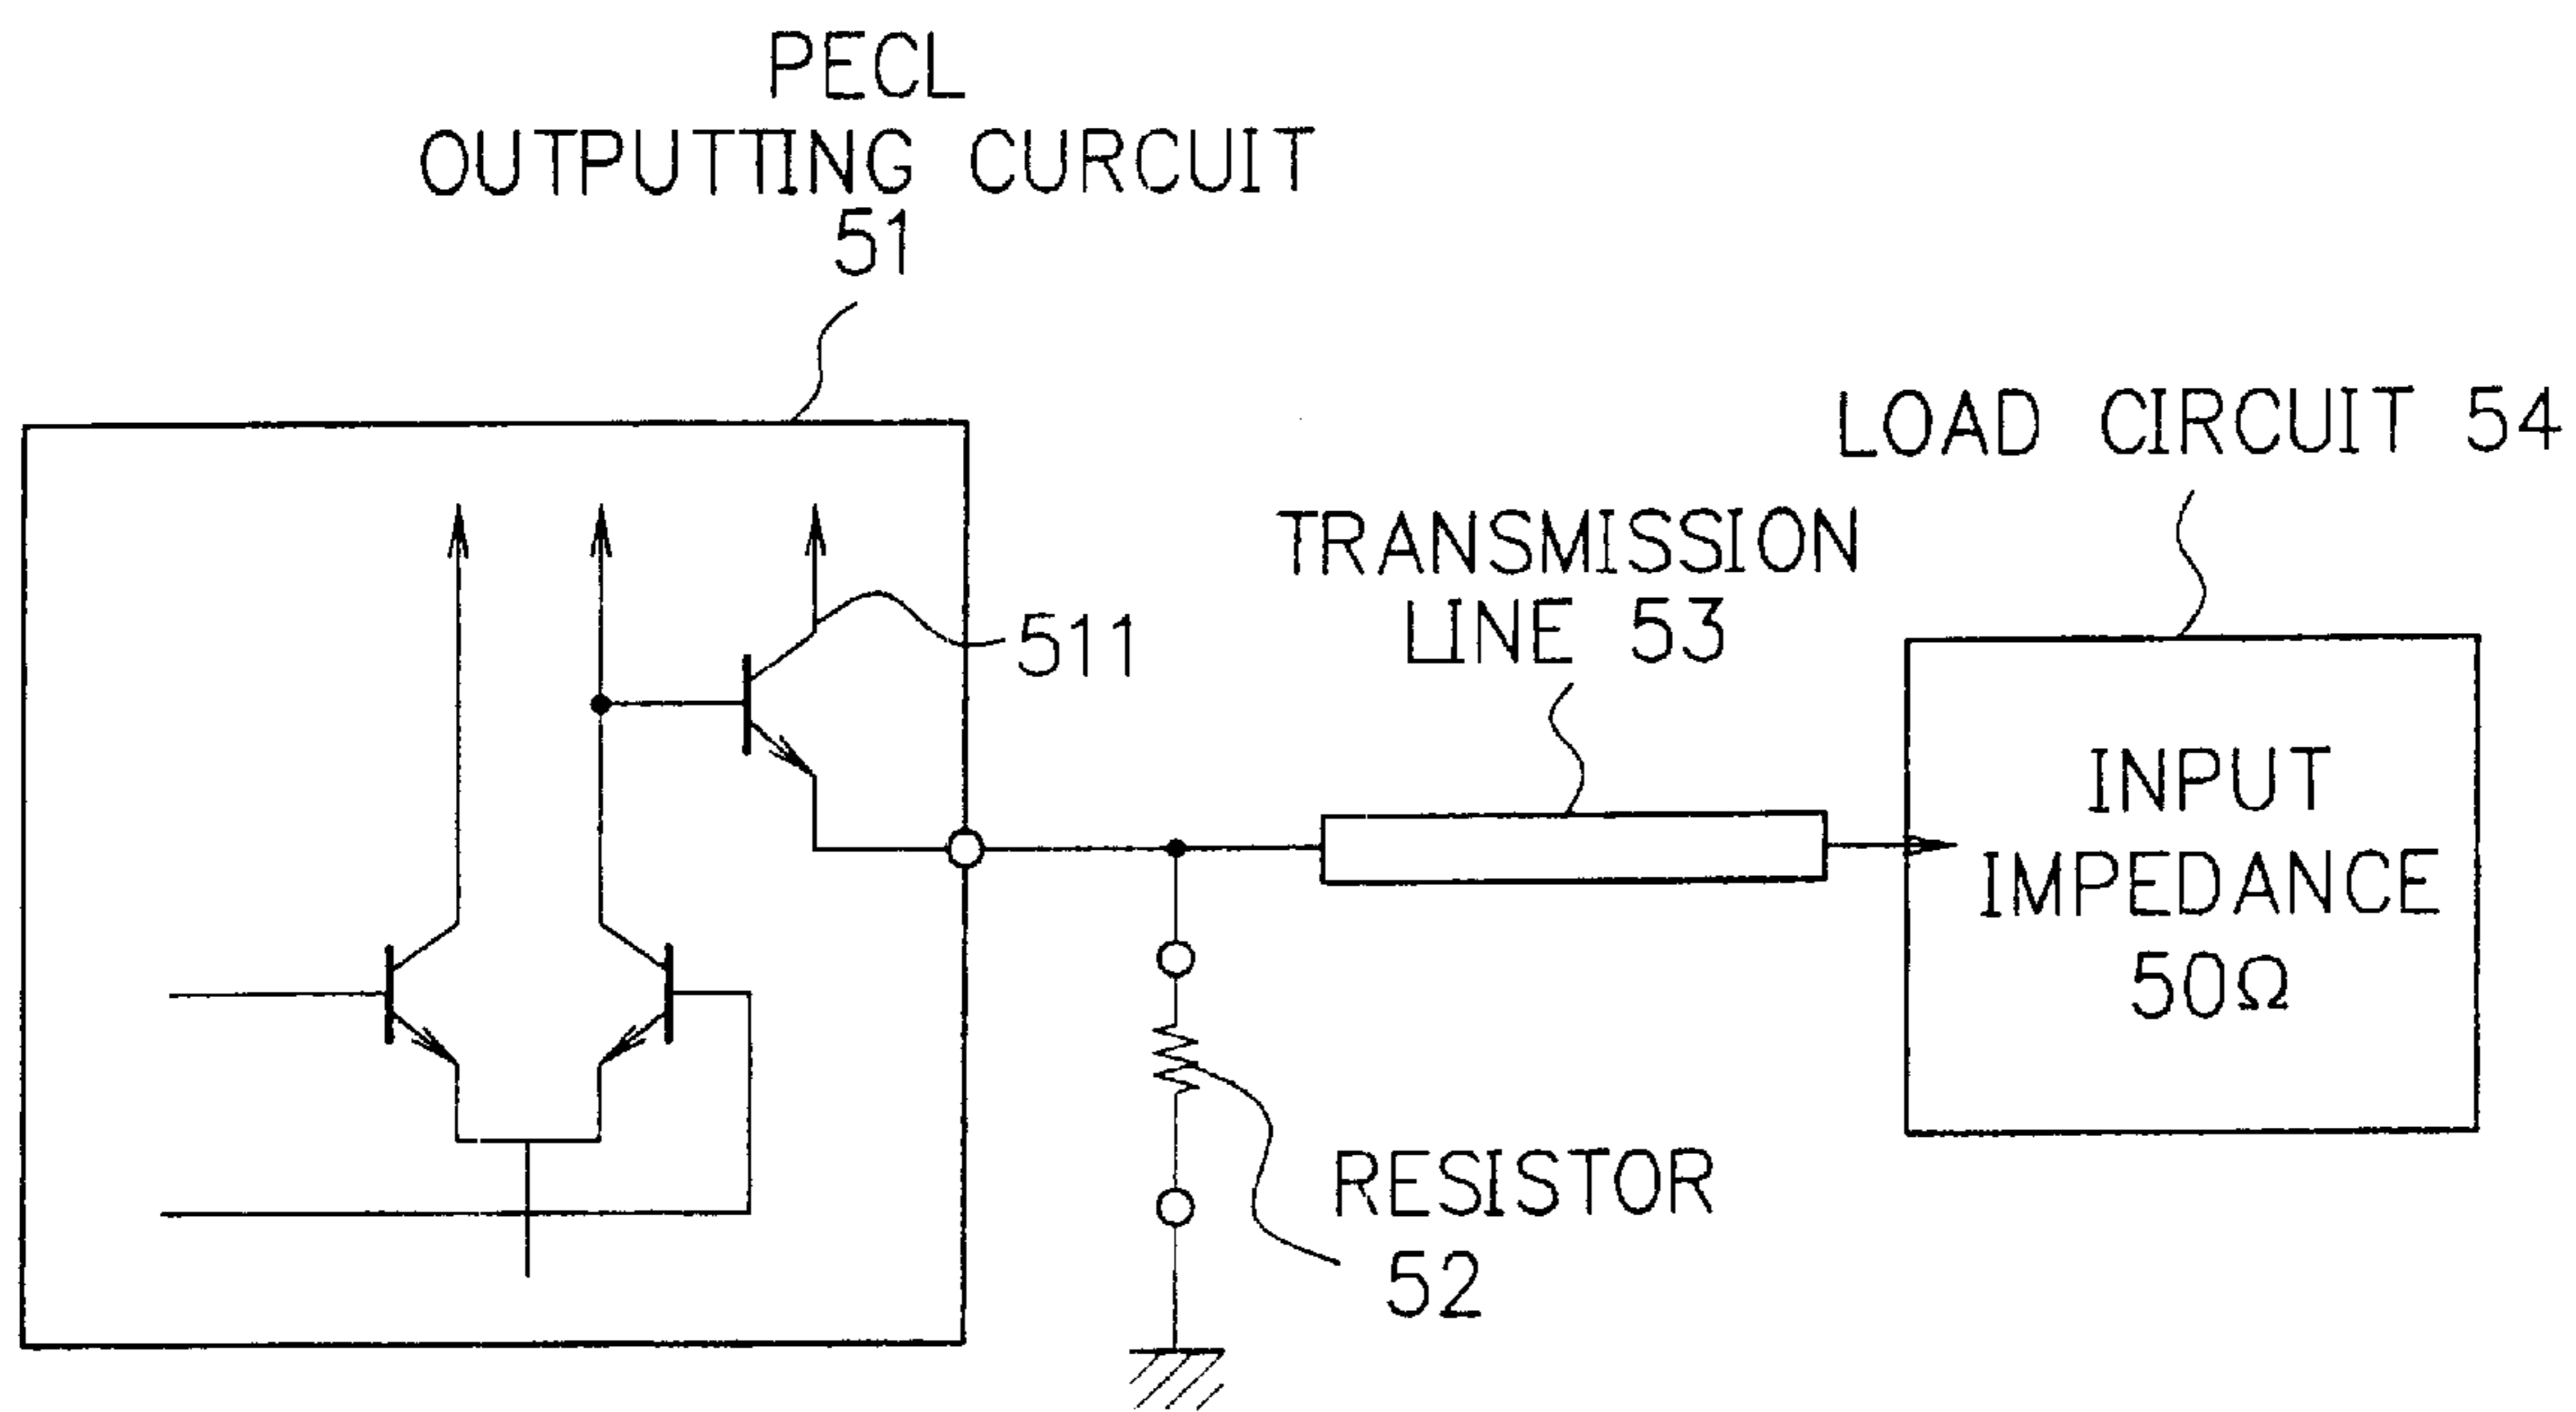 PECL
OUTPUTTING CURCUIT
51
LOAD CIRCUIT 54
TRANSMISSION
LINE 53
511
INPUT
IMPEDANCE
50Ω
RESISTOR
52